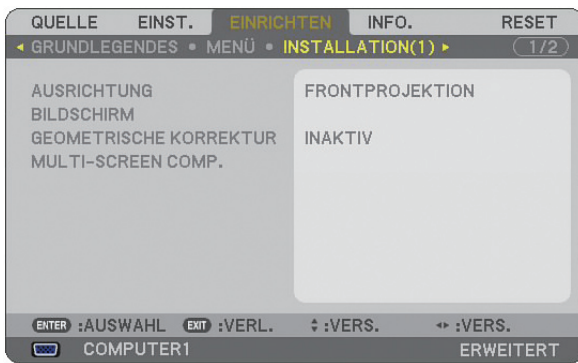 QUELLE EINST. EINRICHTEN INFO. RESET
GRUNDLEGENDES • MENÜ • INSTALLATION(1) 1/2
AUSRICHTUNG FRONTPROJEKTION
BILDSCHIRM
GEOMETRISCHE KORREKTUR INAKTIV
MULTI-SCREEN COMP.
ENTER :AUSWAHL EXIT :VERL. :VERS. :VERS.
COMPUTER1 ERWEITERT